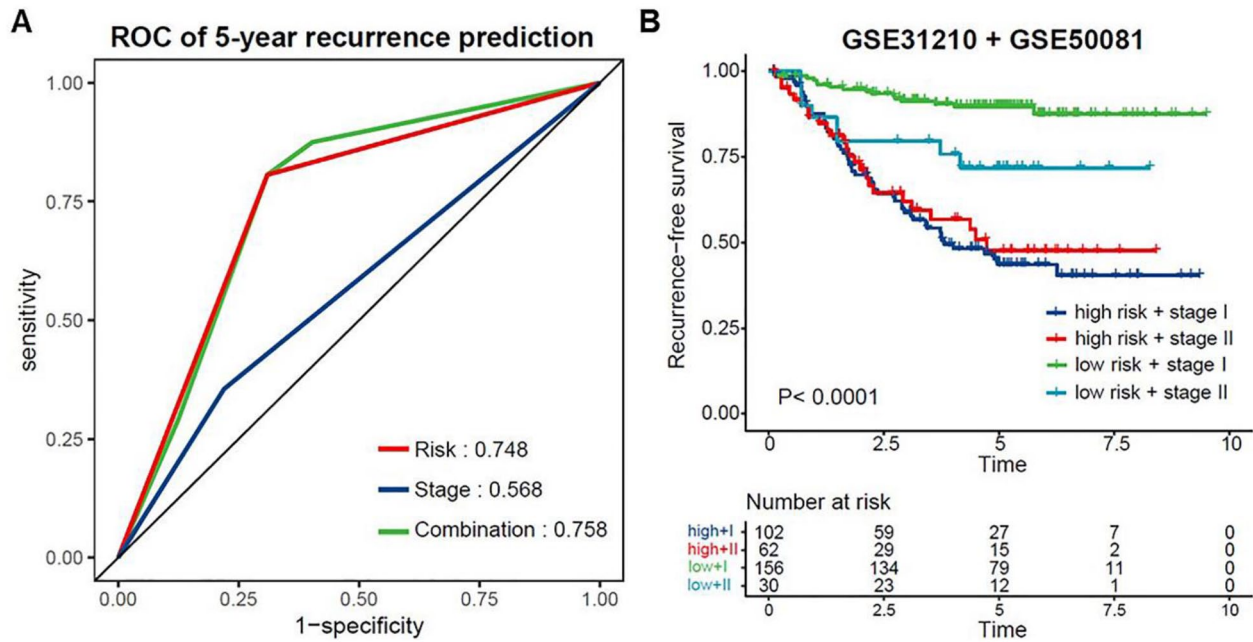 A
ROC of 5-year recurrence prediction
1.00
0.75
0.50
0.25
0.00
sensitivity
Risk : 0.748
Stage : 0.568
Combination : 0.758
0.00 0.25 0.50 0.75 1.00
1−specificity
B
GSE31210 + GSE50081
1.00
0.75
0.50
0.25
0.00
Recurrence−free survival
high risk + stage I
high risk + stage II
low risk + stage I
low risk + stage II
P< 0.0001
0 2.5 5 7.5 10
Time
Number at risk
high+I 102 59 27 7 0
high+II 62 29 15 2 0
low+I 156 134 79 11 0
low+II 30 23 12 1 0
0 2.5 5 7.5 10
Time